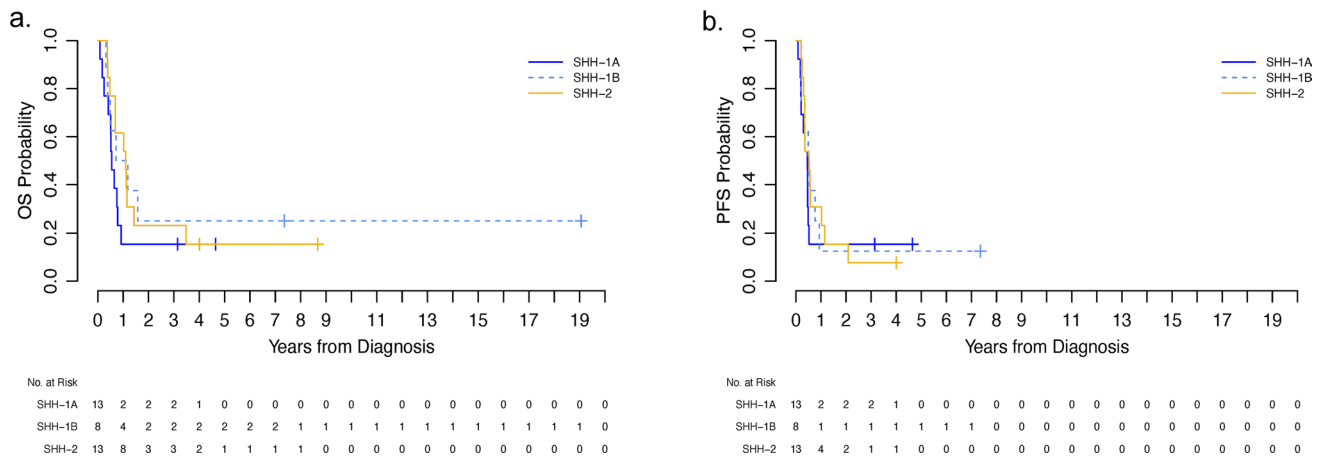 a.
OS Probability
1.0
0.8
0.6
0.4
0.2
0.0
SHH−1A
SHH−1B
SHH−2
0 1 2 3 4 5 6 7 8 9 11 13 15 17 19
Years from Diagnosis
No. at Risk
SHH−1A 13 2 2 2 1 0 0 0 0 0 0 0 0 0 0 0 0 0 0 0 0
SHH−1B 8 4 2 2 2 2 2 2 1 1 1 1 1 1 1 1 1 1 1 1 0
SHH−2 13 8 3 3 2 1 1 1 1 0 0 0 0 0 0 0 0 0 0 0 0
b.
PFS Probability
1.0
0.8
0.6
0.4
0.2
0.0
SHH−1A
SHH−1B
SHH−2
0 1 2 3 4 5 6 7 8 9 11 13 15 17 19
Years from Diagnosis
No. at Risk
SHH−1A 13 2 2 2 1 0 0 0 0 0 0 0 0 0 0 0 0 0 0 0 0
SHH−1B 8 1 1 1 1 1 1 1 0 0 0 0 0 0 0 0 0 0 0 0 0
SHH−2 13 4 2 1 1 0 0 0 0 0 0 0 0 0 0 0 0 0 0 0 0